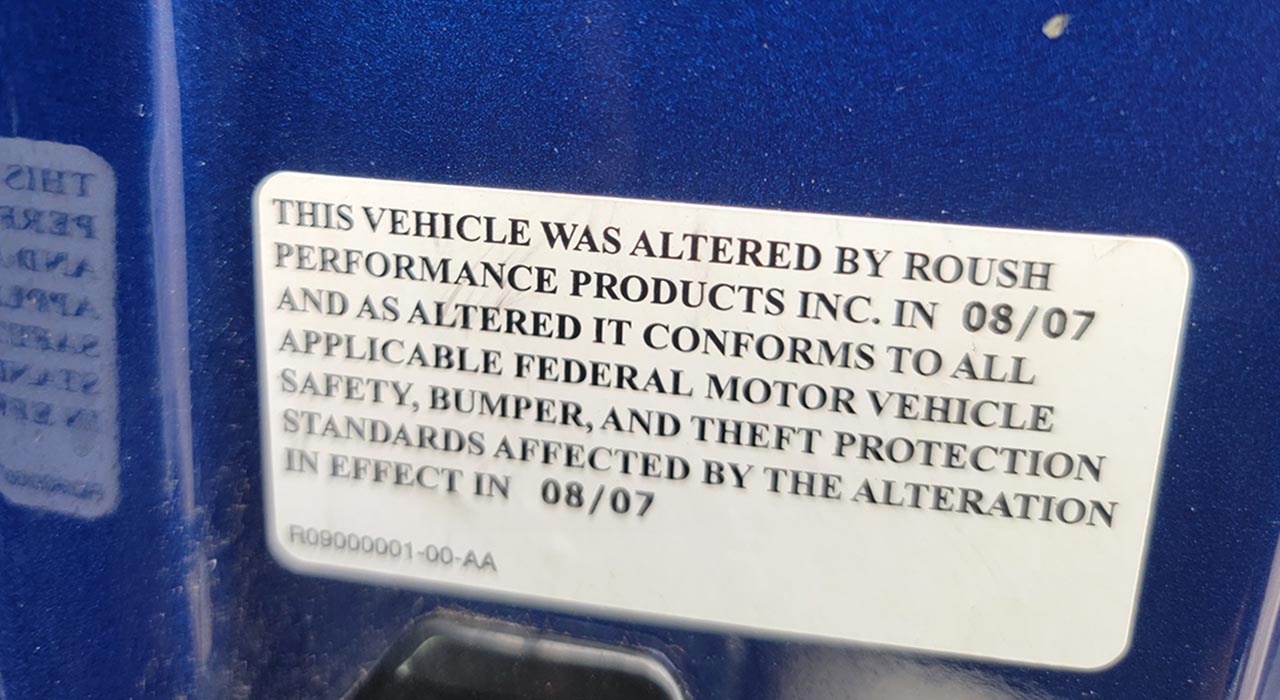 THIS VEHICLE WAS ALTERED BY ROUSH
PERFORMANCE PRODUCTS INC. IN 08/07
AND AS ALTERED IT CONFORMS TO ALL
APPLICABLE FEDERAL MOTOR VEHICLE
SAFETY, BUMPER, AND THEFT PROTECTION
STANDARDS AFFECTED BY THE ALTERATION
IN EFFECT IN 08/07
R09000001-00-AA